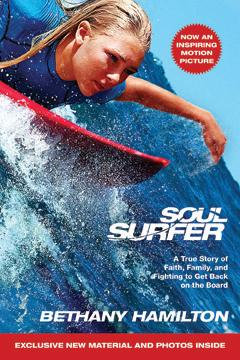 NOW AN
INSPIRING
MOTION
PICTURE
SOUL
SURFER
A True Story of
Faith, Family, and
Fighting to Get Back
on the Board
BETHANY HAMILTON
EXCLUSIVE NEW MATERIAL AND PHOTOS INSIDE